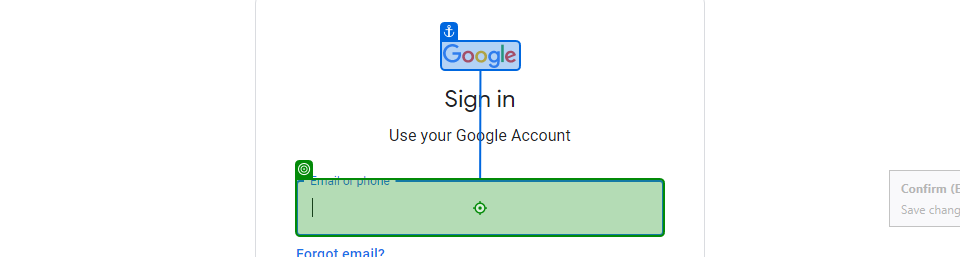 Google
Sign in
Use your Google Account
Email or phone
Forgot email?
Confirm (E
Save chang